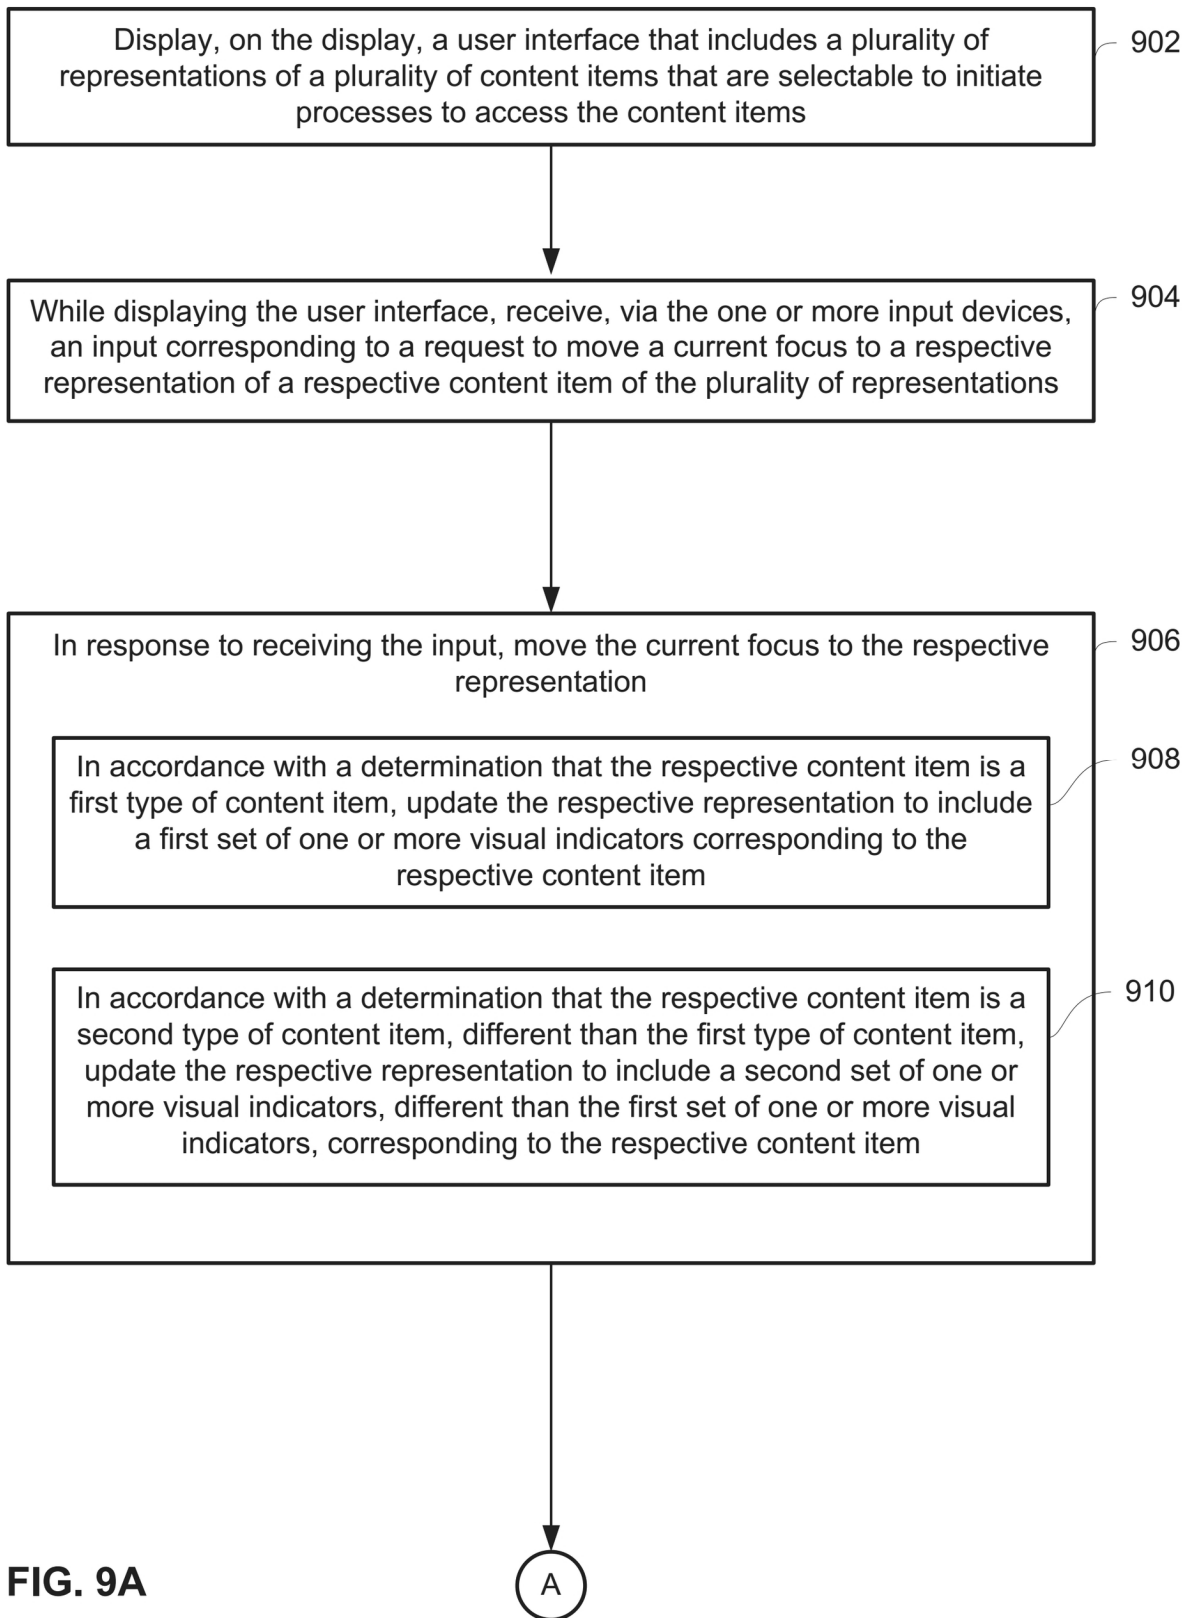 Display, on the display, a user interface that includes a plurality of
representations of a plurality of content items that are selectable to initiate
processes to access the content items
902
While displaying the user interface, receive, via the one or more input devices,
an input corresponding to a request to move a current focus to a respective
representation of a respective content item of the plurality of representations
904
In response to receiving the input, move the current focus to the respective
representation
906
In accordance with a determination that the respective content item is a
first type of content item, update the respective representation to include
a first set of one or more visual indicators corresponding to the
respective content item
908
In accordance with a determination that the respective content item is a
second type of content item, different than the first type of content item,
update the respective representation to include a second set of one or
more visual indicators, different than the first set of one or more visual
indicators, corresponding to the respective content item
910
FIG. 9A
A